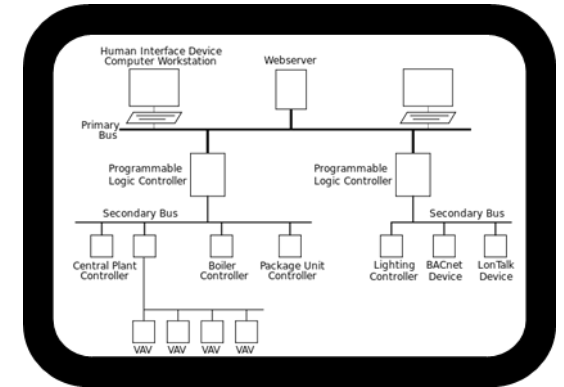 Human Interface Device
Computer Workstation
Webserver
Primary
Bus
Programmable
Logic Controller
Programmable
Logic Controller
Secondary Bus
Secondary Bus
Central Plant
Controller
Boiler
Controller
Package Unit
Controller
Lighting
Controller
BACnet
Device
LonTalk
Device
VAV
VAV
VAV
VAV